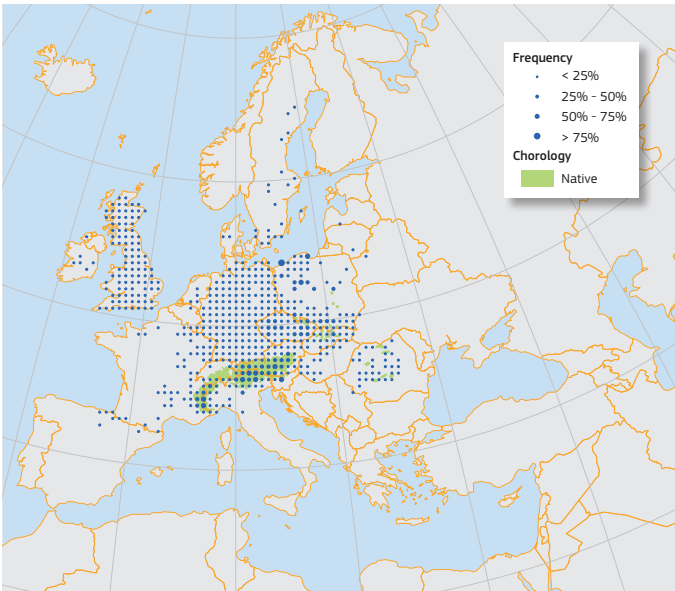 Frequency
< 25%
25% - 50%
50% - 75%
> 75%
Chorology
Native